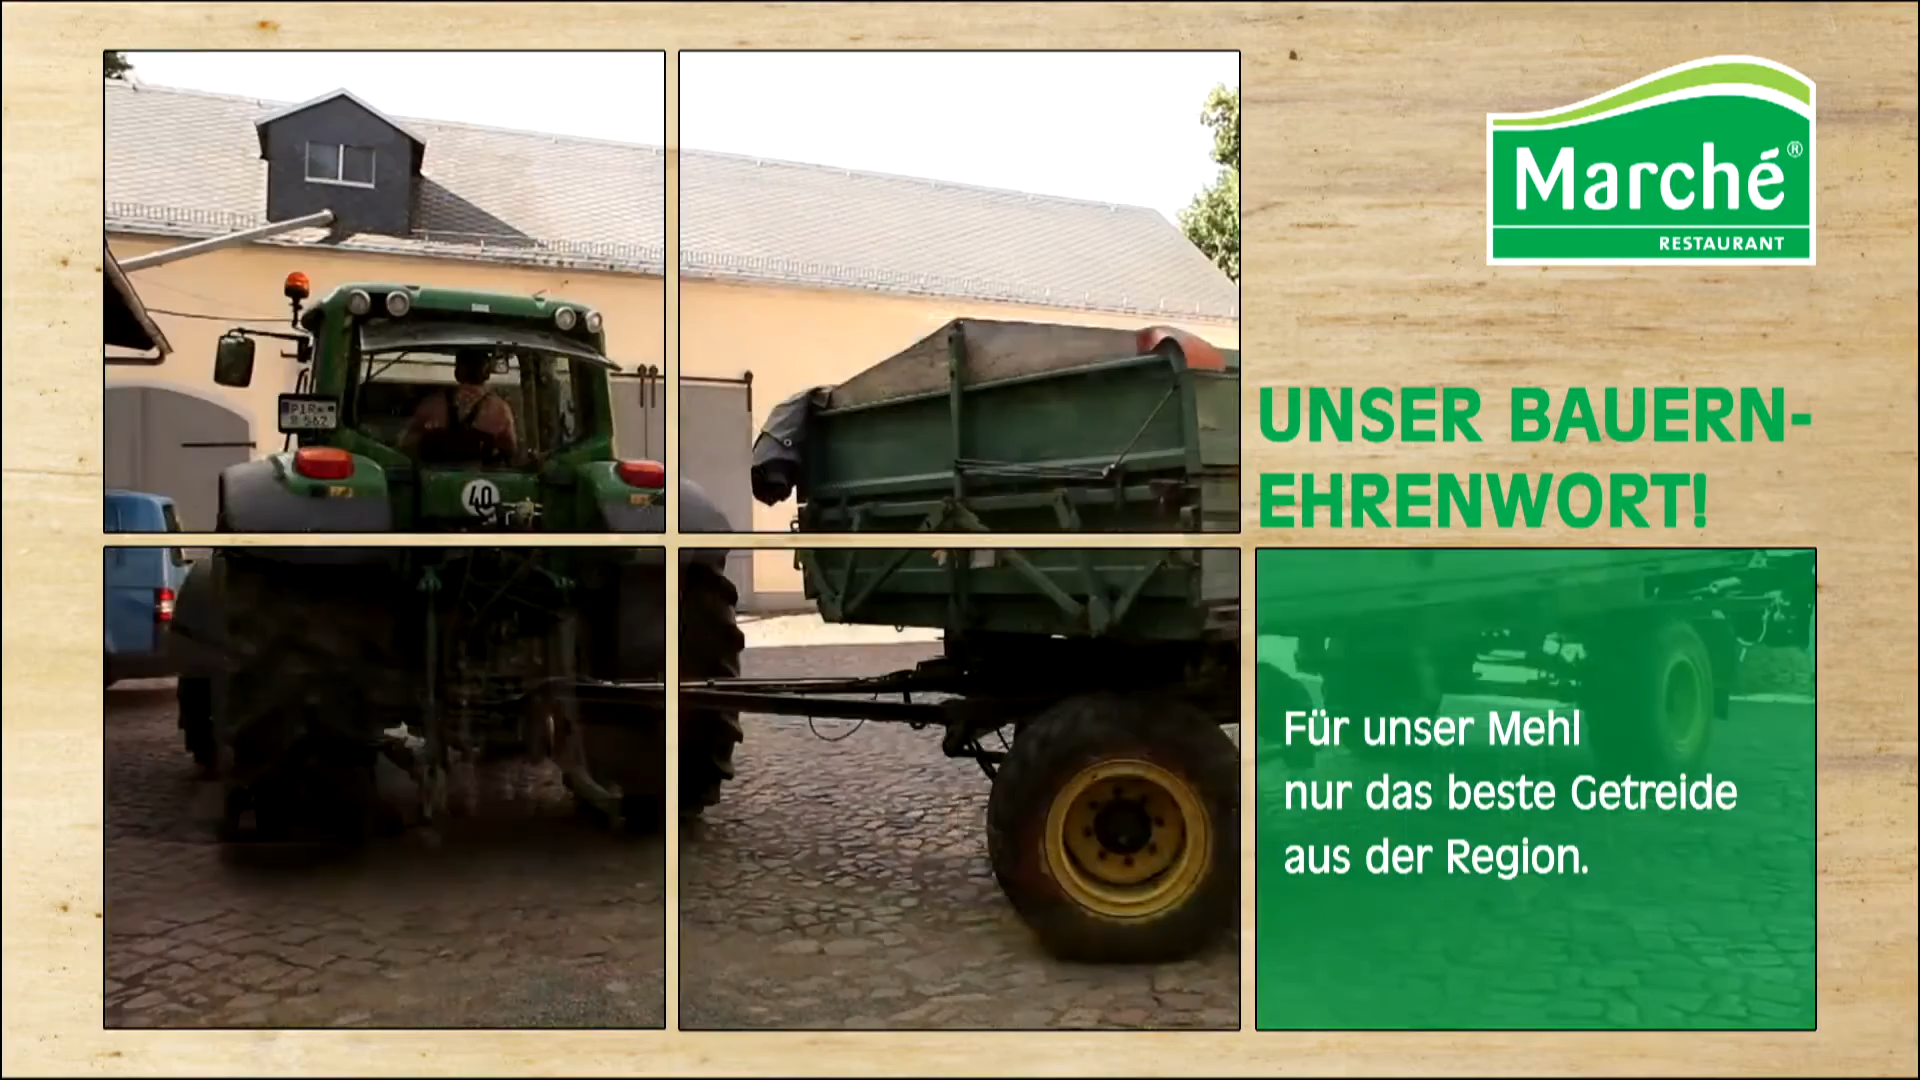 Marché®
RESTAURANT
UNSER BAUERN-
EHRENWORT!
40
Für unser Mehl
nur das beste Getreide
aus der Region.